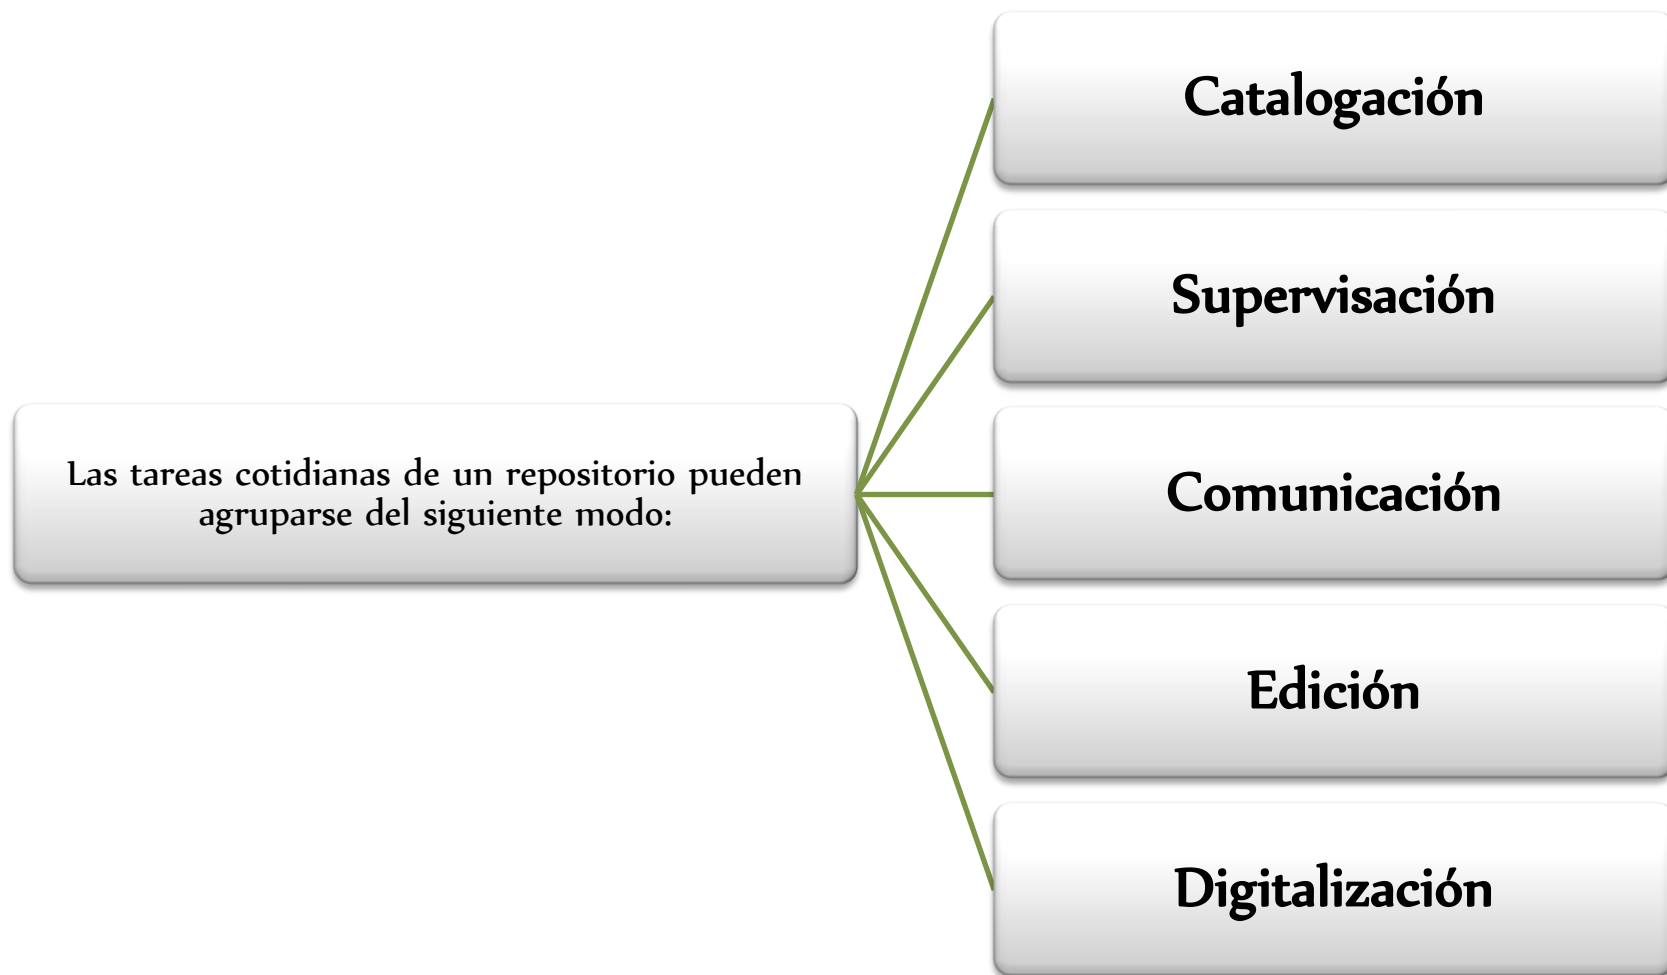 Las tareas cotidianas de un repositorio pueden
agruparse del siguiente modo:
Catalogación
Supervisación
Comunicación
Edición
Digitalización